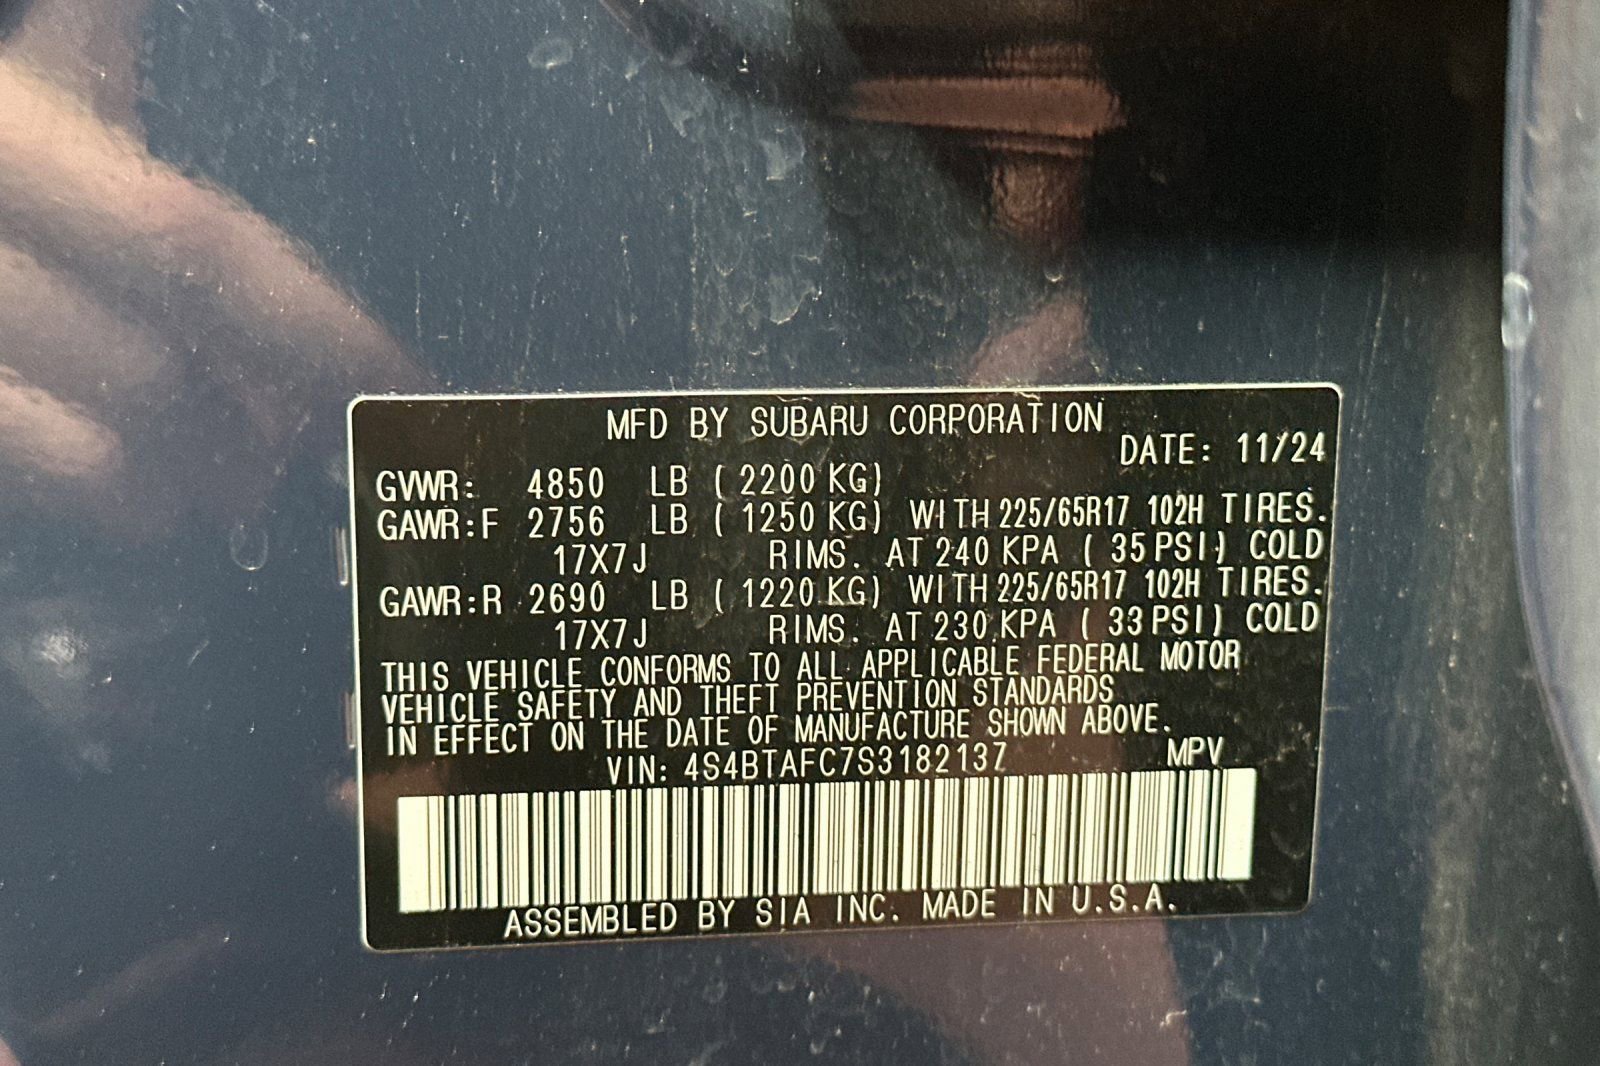 MFD BY SUBARU CORPORATION
DATE: 11/24
GVWR: 4850 LB (2200 KG)
GAWR:F 2756 LB (1250 KG) WITH 225/65R17 102H TIRES.
17X7J RIMS. AT 240 KPA (35 PSI) COLD
GAWR:R 2690 LB (1220 KG) WITH 225/65R17 102H TIRES.
17X7J RIMS. AT 230 KPA (33 PSI) COLD
THIS VEHICLE CONFORMS TO ALL APPLICABLE FEDERAL MOTOR
VEHICLE SAFETY AND THEFT PREVENTION STANDARDS
IN EFFECT ON THE DATE OF MANUFACTURE SHOWN ABOVE.
VIN: 4S4BTAFC7S3182137 MPV
ASSEMBLED BY SIA INC. MADE IN U.S.A.